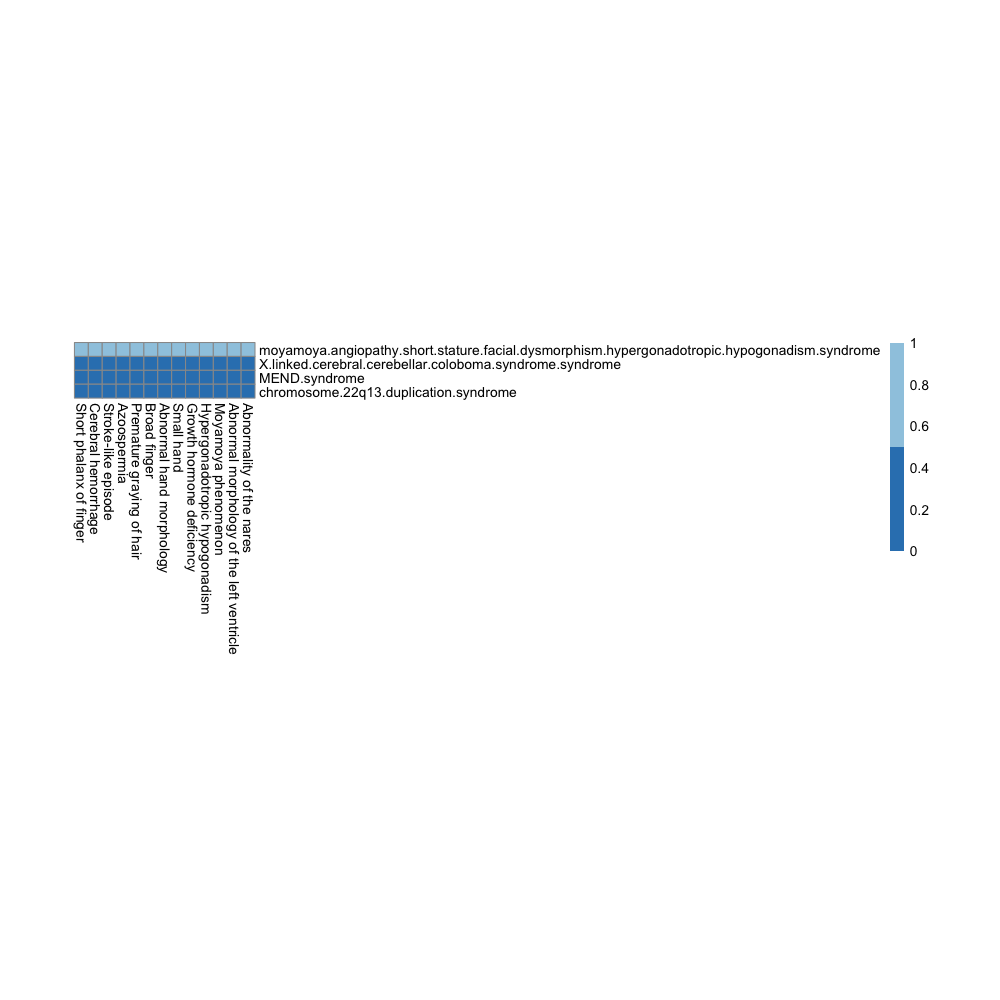 moyamoya.angiopathy.short.stature.facial.dysmorphism.hypergonadotropic.hypogonadism.syndrome
X.linked.cerebral.cerebellar.coloboma.syndrome.syndrome
MEND.syndrome
chromosome.22q13.duplication.syndrome
Short phalanx of finger
Cerebral hemorrhage
Stroke-like episode
Azoospermia
Premature graying of hair
Broad finger
Abnormal hand morphology
Small hand
Growth hormone deficiency
Hypergonadotropic hypogonadism
Moyamoya phenomenon
Abnormal morphology of the left ventricle
Abnormality of the nares
1
0.8
0.6
0.4
0.2
0